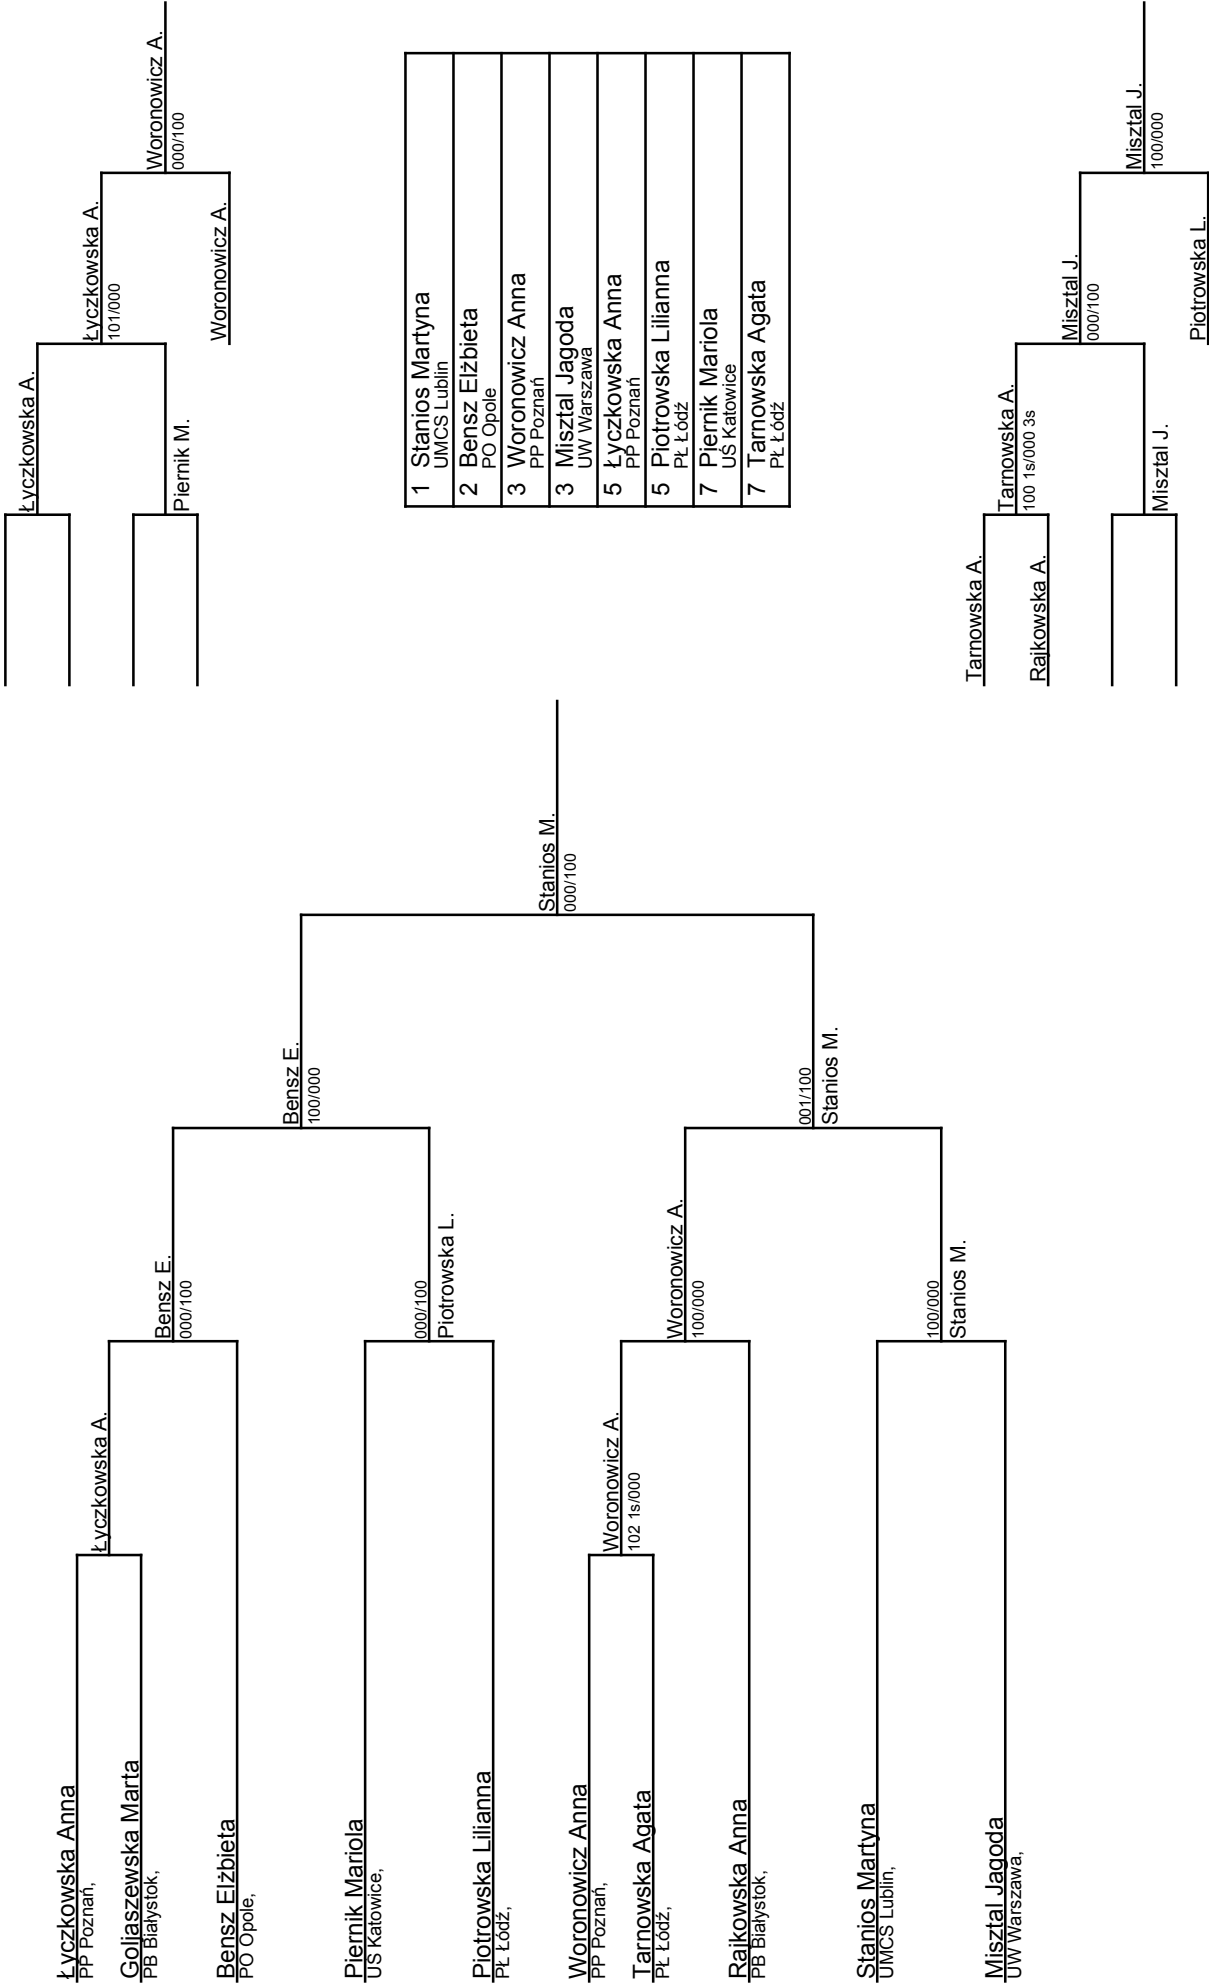 Łyczkowska Anna
PP Poznań,
Goljaszewska Marta
PB Białystok,
Bensz Elżbieta
PO Opole,
Piernik Mariola
UŚ Katowice,
Piotrowska Lilianna
PŁ Łódź,
Woronowicz Anna
PP Poznań,
Tarnowska Agata
PŁ Łódź,
Rajkowska Anna
PB Białystok,
Stanios Martyna
UMCS Lublin,
Misztal Jagoda
UW Warszawa,
Łyczkowska A.
Woronowicz A.
102 1s/000
Bensz E.
000/100
000/100
Piotrowska L.
Woronowicz A.
100/000
100/000
Stanios M.
Bensz E.
100/000
001/100
Stanios M.
Stanios M.
000/100
Łyczkowska A.
Piernik M.
Łyczkowska A.
101/000
Woronowicz A.
Woronowicz A.
000/100
1 Stanios Martyna
UMCS Lublin
2 Bensz Elżbieta
PO Opole
3 Woronowicz Anna
PP Poznań
3 Misztal Jagoda
UW Warszawa
5 Łyczkowska Anna
PP Poznań
5 Piotrowska Lilianna
PŁ Łódź
7 Piernik Mariola
UŚ Katowice
7 Tarnowska Agata
PŁ Łódź
Tarnowska A.
Rajkowska A.
Tarnowska A.
100 1s/000 3s
Misztal J.
Misztal J.
000/100
Piotrowska L.
Misztal J.
100/000